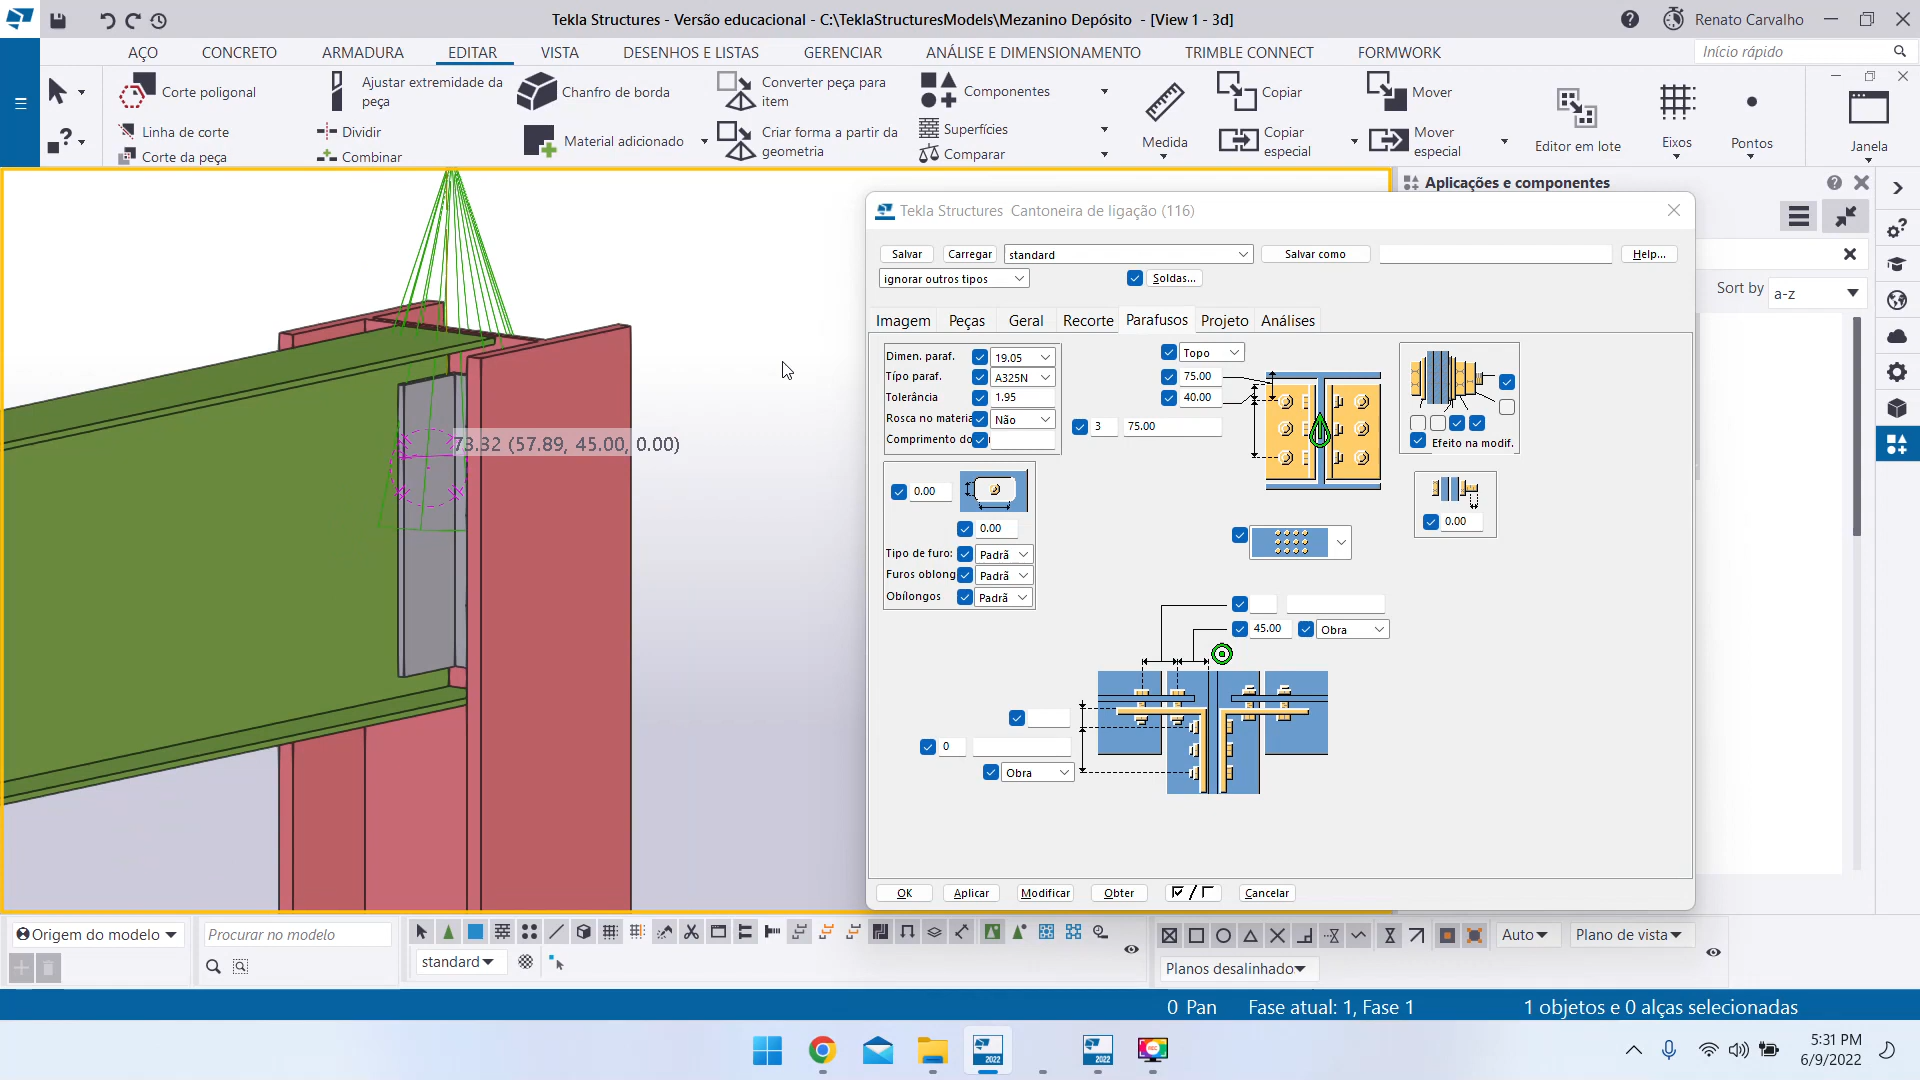 Tekla Structures - Versão educacional - C:\TeklaStructuresModels\Mezanino Depósito - [View 1 - 3d]
Renato Carvalho
AÇO
CONCRETO
ARMADURA
EDITAR
VISTA
DESENHOS E LISTAS
GERENCIAR
ANÁLISE E DIMENSIONAMENTO
TRIMBLE CONNECT
FORMWORK
Início rápido
Corte poligonal
Linha de corte
Corte da peça
Ajustar extremidade da peça
Dividir
Combinar
Chanfro de borda
Material adicionado
Converter peça para item
Criar forma a partir da geometria
Componentes
Superfícies
Comparar
Medida
Copiar
Copiar especial
Mover
Mover especial
Editor em lote
Eixos
Pontos
Janela
Aplicações e componentes
Sort by
a-z
73.32 (57.89, 45.00, 0.00)
Tekla Structures Cantoneira de ligação (116)
Salvar
Carregar
standard
Salvar como
Help...
ignorar outros tipos
Soldas...
Imagem
Peças
Geral
Recorte
Parafusos
Projeto
Análises
Dimen. paraf.
19.05
Típo paraf.
A325N
Tolerância
1.95
Rosca no materia
Não
Comprimento do
Topo
75.00
40.00
3
75.00
Efeito na modif.
0.00
0.00
0.00
Tipo de furo:
Padrã
Furos oblong
Padrã
Obílongos
Padrã
45.00
Obra
0
Obra
OK
Aplicar
Modificar
Obter
/
Cancelar
Origem do modelo
Procurar no modelo
standard
Auto
Plano de vista
Planos desalinhado
0 Pan
Fase atual: 1, Fase 1
1 objetos e 0 alças selecionadas
2022
2022
REC
5:31 PM
6/9/2022